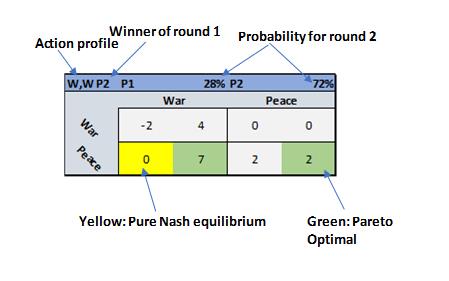 Winner of round 1
Action profile
Probability for round 2
W,W P2 P1 28% P2 72%
War Peace
War -2 4 0 0
Peace 0 7 2 2
Yellow: Pure Nash equilibrium
Green: Pareto
Optimal